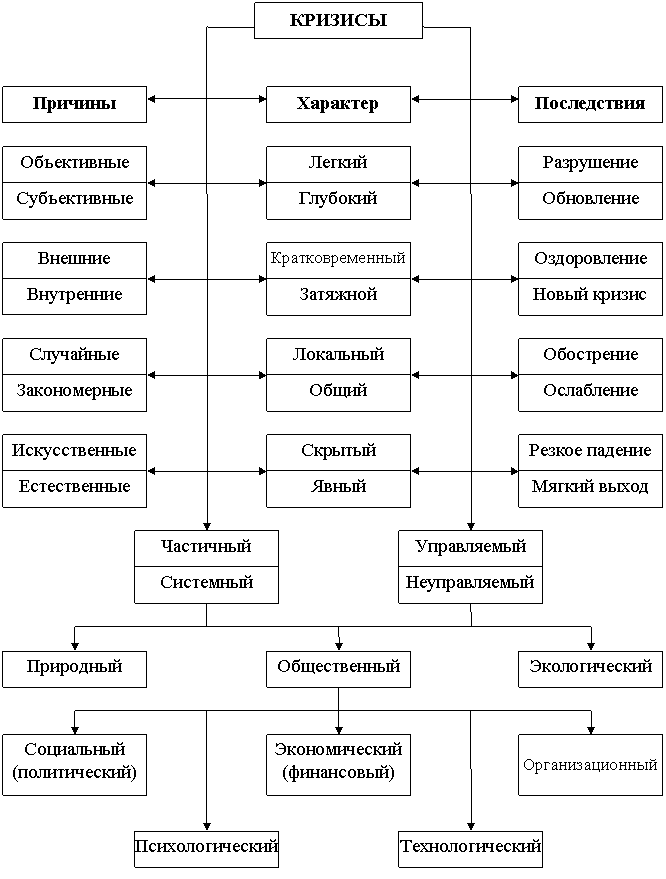 КРИЗИСЫ
Причины
Характер
Последствия
Объективные
Легкий
Разрушение
Субъективные
Глубокий
Обновление
Внешние
Кратковременный
Оздоровление
Внутренние
Затяжной
Новый кризис
Случайные
Локальный
Обострение
Закономерные
Общий
Ослабление
Искусственные
Скрытый
Резкое падение
Естественные
Явный
Мягкий выход
Частичный
Управляемый
Системный
Неуправляемый
Природный
Общественный
Экологический
Социальный
(политический)
Экономический
(финансовый)
Организационный
Психологический
Технологический